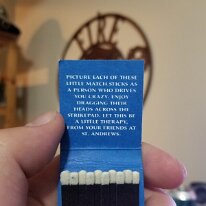 PICTURE EACH OF THESE
LITTLE MATCH STICKS AS
A PERSON WHO DRIVES
YOU CRAZY. ENJOY
DRAGGING THEIR
HEADS ACROSS THE
STRIKEPAD. LET THIS BE
A LITTLE THERAPY,
FROM YOUR FRIENDS AT
ST. ANDREWS.